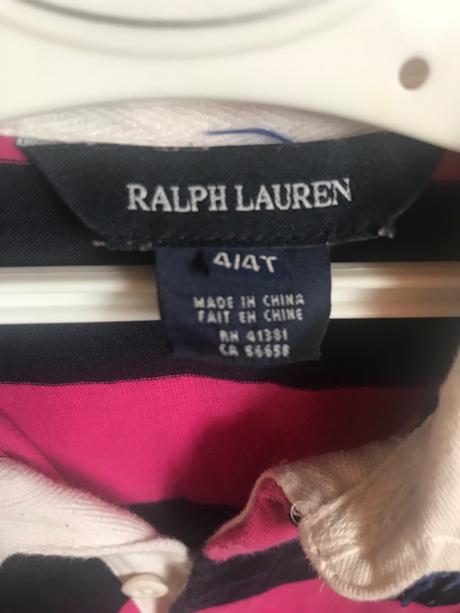 RALPH LAUREN
4/4T
MADE IN CHINA
FAIT EN CHINE
RN 41381
CA 56658